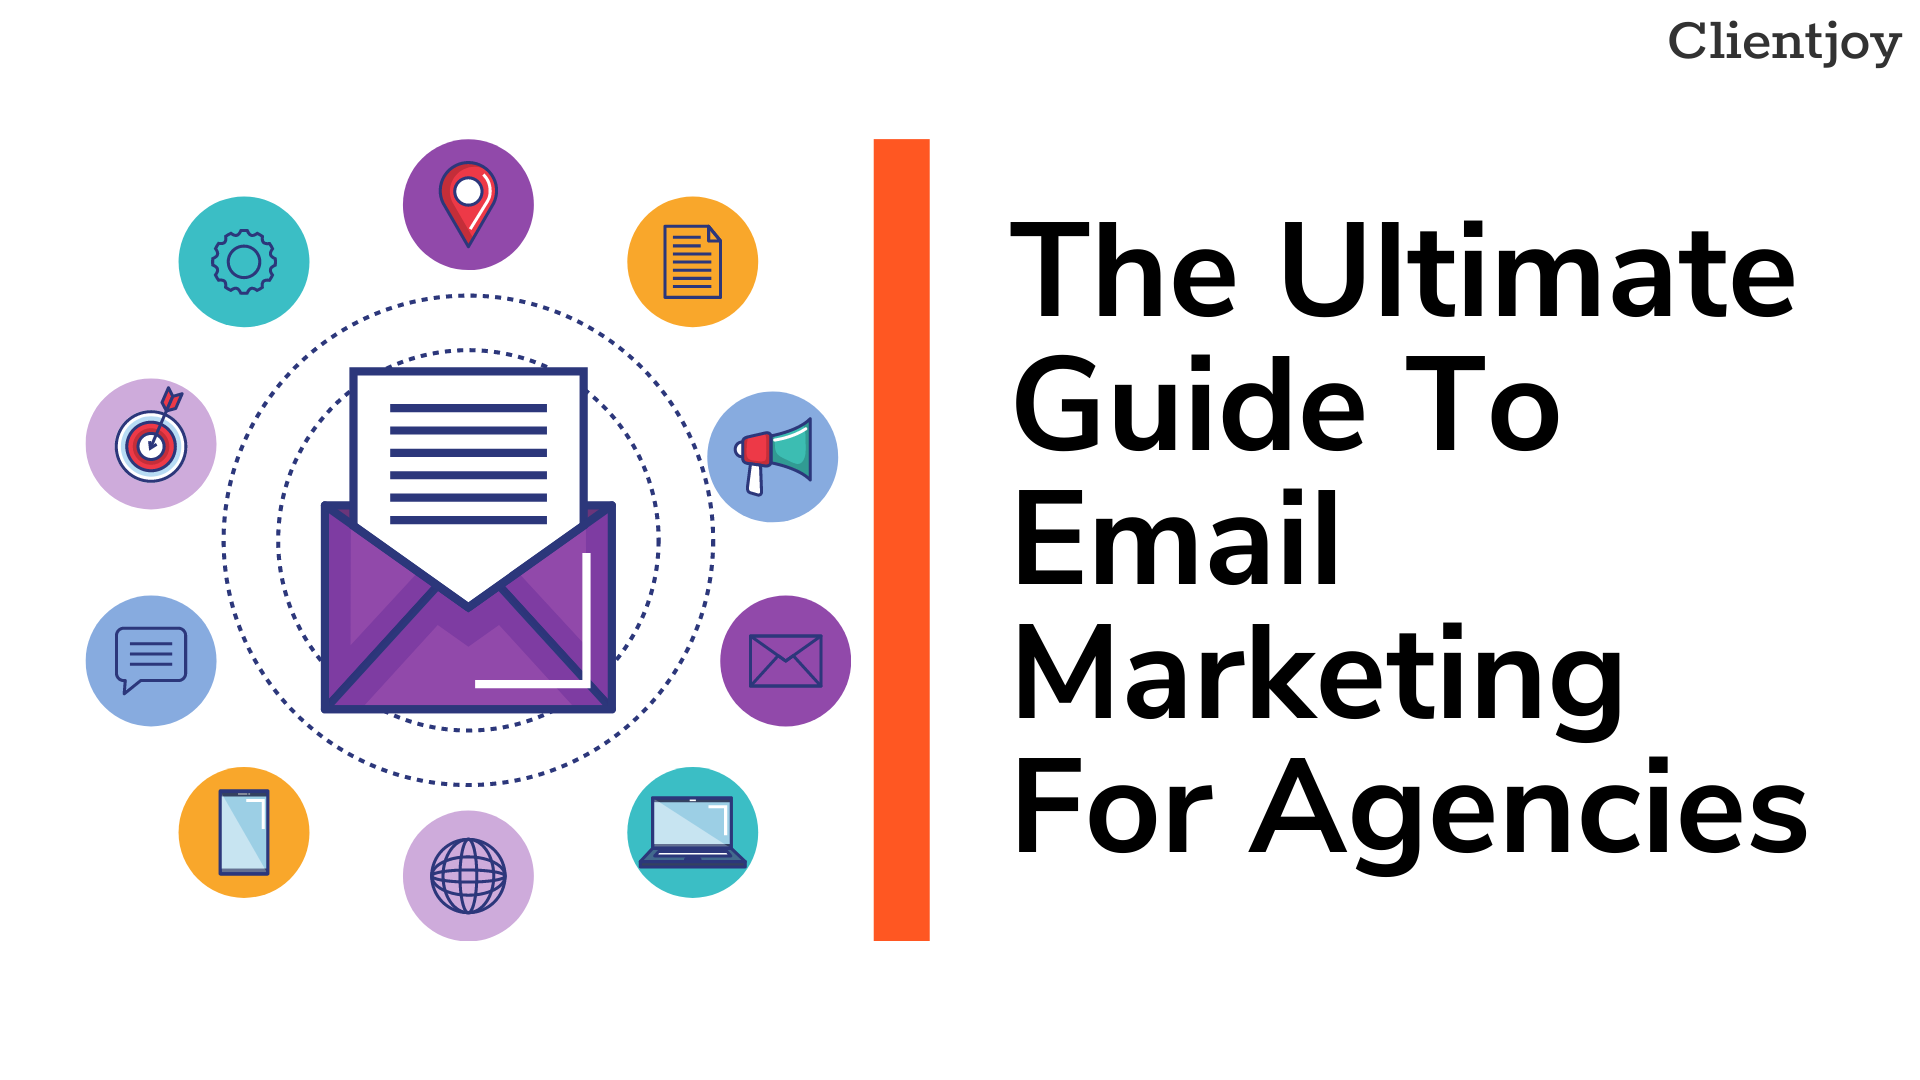 Clientjoy
The Ultimate
Guide To
Email
Marketing
For Agencies